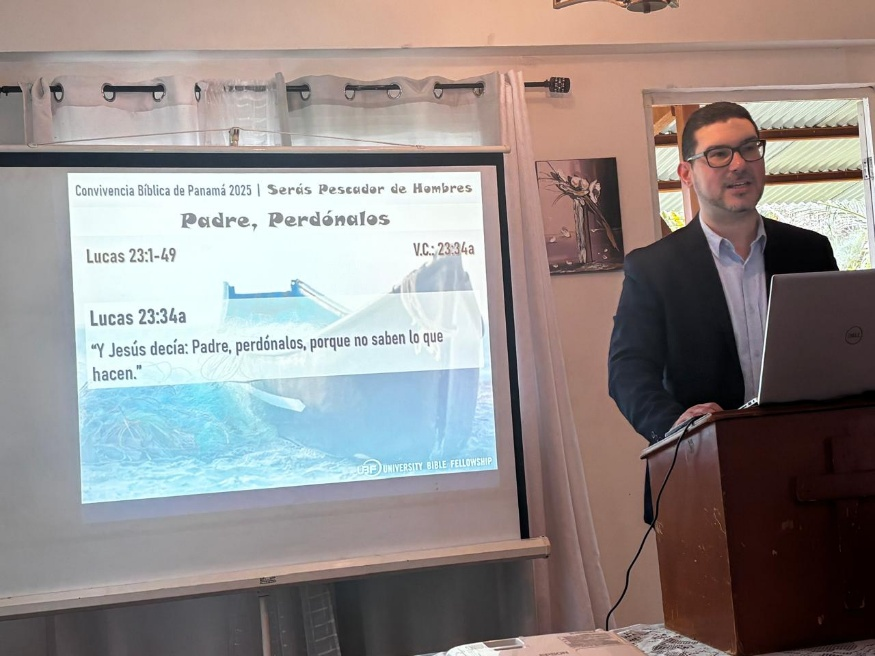 Convivencia Bíblica de Panamá 2025 | Serás Pescador de Hombres
Padre, Perdónalos
Lucas 23:1-49 V.C.: 23:34a
Lucas 23:34a
“Y Jesús decía: Padre, perdónalos, porque no saben lo que
hacen.”
UBF UNIVERSITY BIBLE FELLOWSHIP
DELL